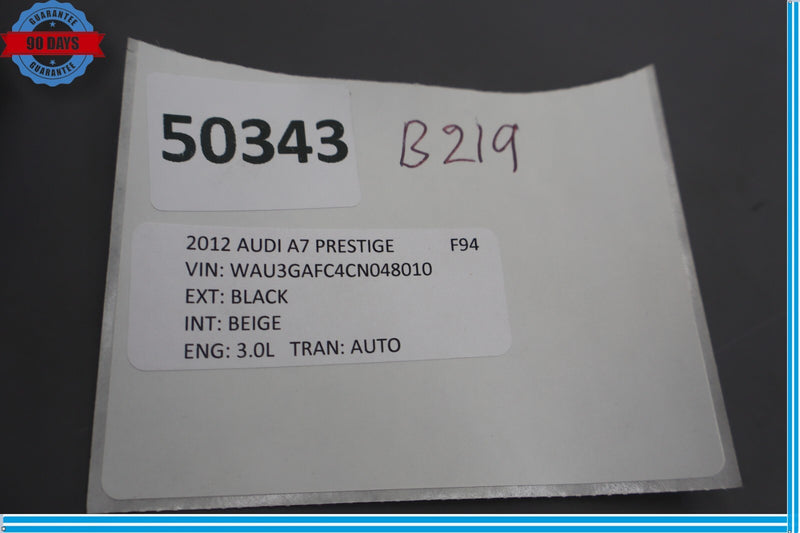 GUARANTEE
90 DAYS
GUARANTEE
50343
B219
2012 AUDI A7 PRESTIGE F94
VIN: WAU3GAFC4CN048010
EXT: BLACK
INT: BEIGE
ENG: 3.0L TRAN: AUTO